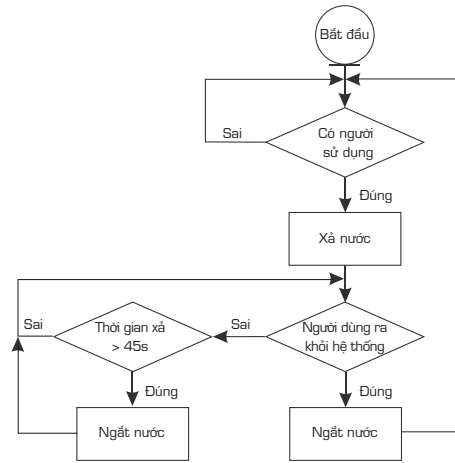 Bắt đầu
Có người
sử dụng
Sai
Đúng
Xả nước
Người dùng ra
khỏi hệ thống
Sai
Thời gian xả
> 45s
Sai
Đúng
Đúng
Ngắt nước
Ngắt nước